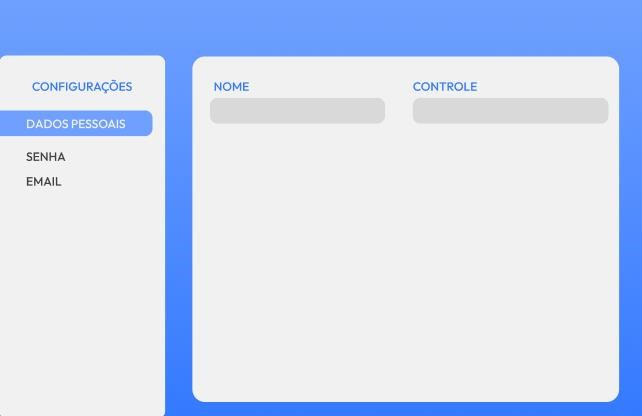 CONFIGURAÇÕES
DADOS PESSOAIS
SENHA
EMAIL
NOME
CONTROLE